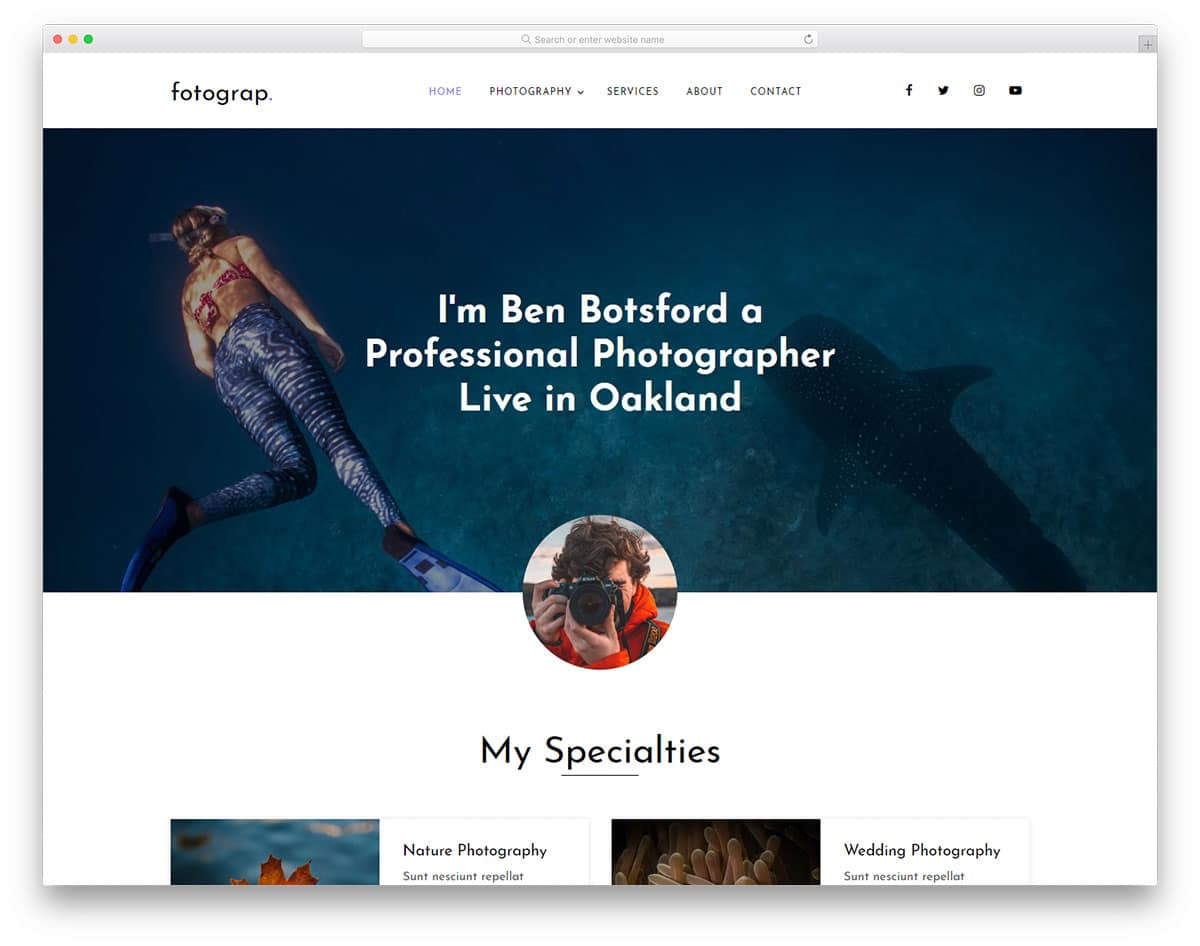 Search or enter website name
fotograp.
HOME PHOTOGRAPHY SERVICES ABOUT CONTACT
I'm Ben Botsford a
Professional Photographer
Live in Oakland
Nikon
My Specialties
Nature Photography
Sunt nesciunt repellat
Wedding Photography
Sunt nesciunt repellat